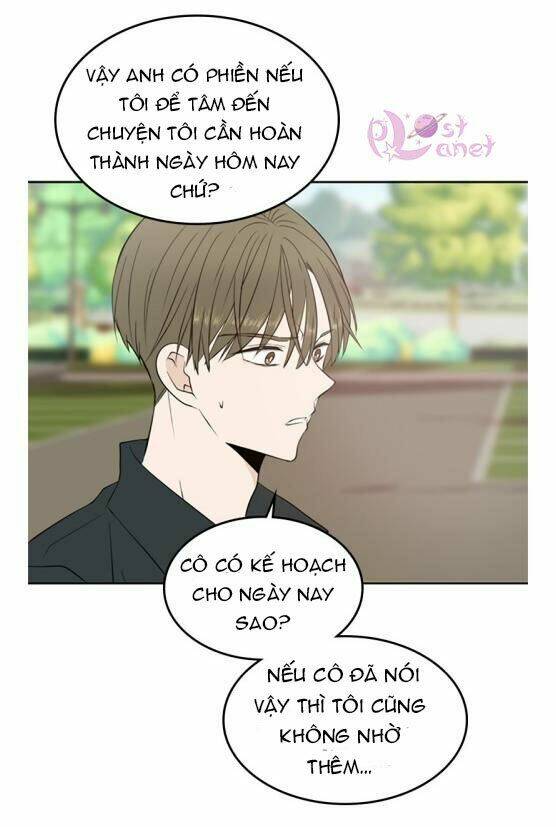 VẬY ANH CÓ PHIỀN NẾU
TÔI ĐỂ TÂM ĐẾN
CHUYỆN TÔI CẦN HOÀN
THÀNH NGÀY HÔM NAY
CHỨ?
Lost
Planet
CÔ CÓ KẾ HOẠCH
CHO NGÀY NAY
SAO?
NẾU CÔ ĐÃ NÓI
VẬY THÌ TÔI CŨNG
KHÔNG NHỜ
THÊM...